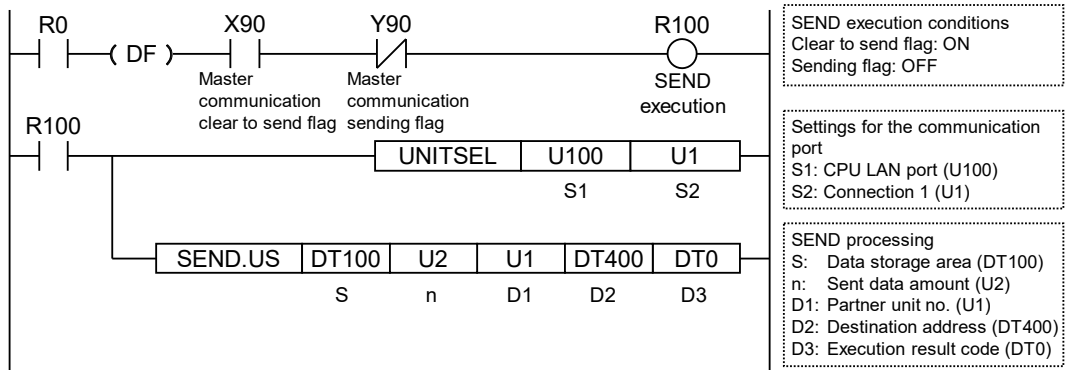 R0 X90 Y90 R100
( DF )
Master communication clear to send flag
Master communication sending flag
SEND execution
SEND execution conditions
Clear to send flag: ON
Sending flag: OFF
R100
UNITSEL U100 U1
S1 S2
Settings for the communication
port
S1: CPU LAN port (U100)
S2: Connection 1 (U1)
SEND.US DT100 U2 U1 DT400 DT0
S n D1 D2 D3
SEND processing
S: Data storage area (DT100)
n: Sent data amount (U2)
D1: Partner unit no. (U1)
D2: Destination address (DT400)
D3: Execution result code (DT0)